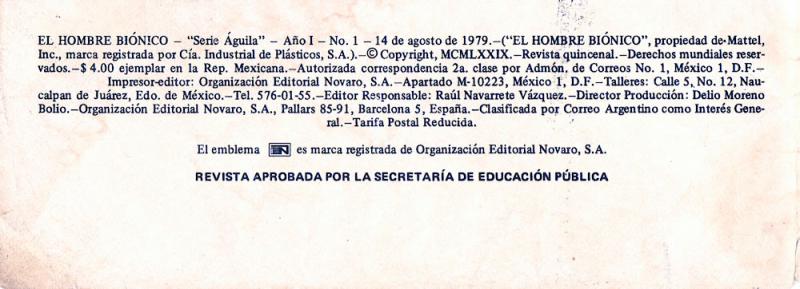 EL HOMBRE BIÓNICO – “Serie Águila” – Año I – No. 1 – 14 de agosto de 1979.–(“EL HOMBRE BIÓNICO”, propiedad de Mattel,
Inc., marca registrada por Cía. Industrial de Plásticos, S.A.).–© Copyright, MCMLXXIX.–Revista quincenal.–Derechos mundiales reser-
vados.–$ 4.00 ejemplar en la Rep. Mexicana.–Autorizada correspondencia 2a. clase por Admón. de Correos No. 1, México 1, D.F.–
Impresor-editor: Organización Editorial Novaro, S.A.–Apartado M-10223, México 1, D.F.–Talleres: Calle 5, No. 12, Nau-
calpan de Juárez, Edo. de México.–Tel. 576-01-55.–Editor Responsable: Raúl Navarrete Vázquez.–Director Producción: Delio Moreno
Bolio.–Organización Editorial Novaro, S.A., Pallars 85-91, Barcelona 5, España.–Clasificada por Correo Argentino como Interés Gene-
ral.–Tarifa Postal Reducida.
El emblema EN es marca registrada de Organización Editorial Novaro, S.A.
REVISTA APROBADA POR LA SECRETARÍA DE EDUCACIÓN PÚBLICA